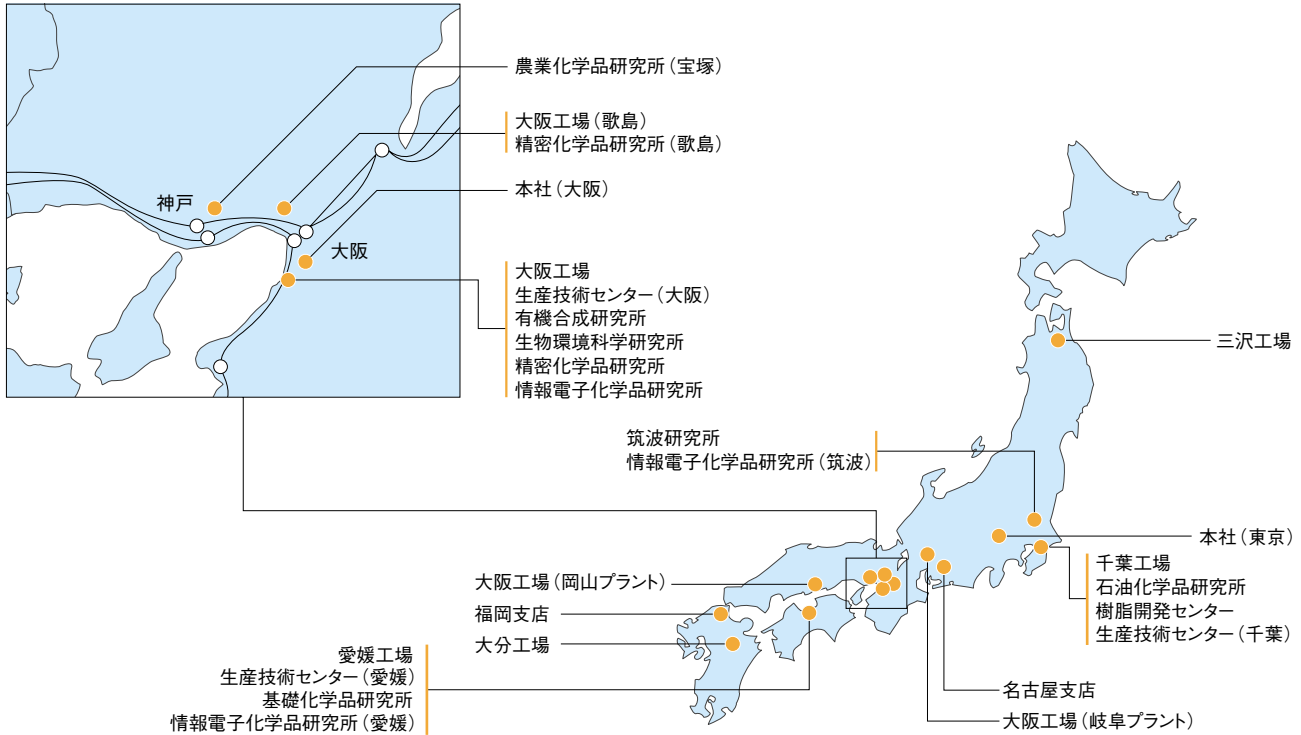 農業化学品研究所（宝塚）
大阪工場（歌島）
精密化学品研究所（歌島）
本社（大阪）
神戸
大阪
大阪工場
生産技術センター（大阪）
有機合成研究所
生物環境科学研究所
精密化学品研究所
情報電子化学品研究所
三沢工場
筑波研究所
情報電子化学品研究所（筑波）
本社（東京）
千葉工場
石油化学品研究所
樹脂開発センター
生産技術センター（千葉）
大阪工場（岡山プラント）
福岡支店
大分工場
愛媛工場
生産技術センター（愛媛）
基礎化学品研究所
情報電子化学品研究所（愛媛）
名古屋支店
大阪工場（岐阜プラント）